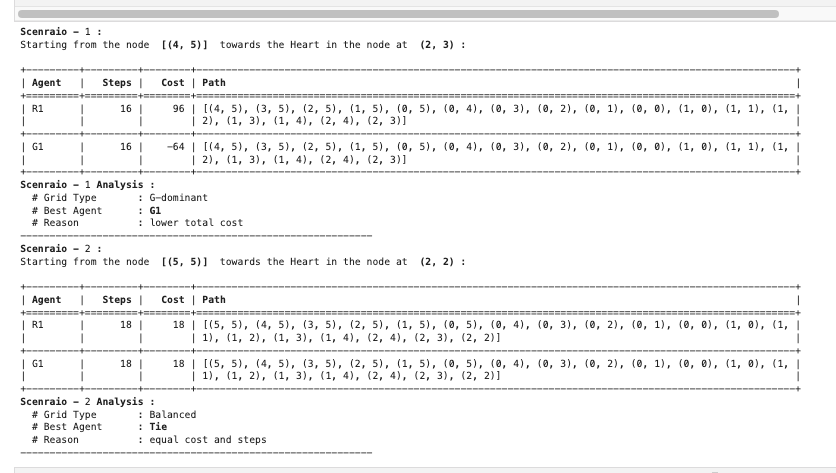 Scenraio – 1 :
Starting from the node  [(4, 5)]  towards the Heart in the node at  (2, 3) :
+—————————+—————————+————————+——————————————————————————————————————————————————————+
| Agent   |   Steps |   Cost | Path |
+=========+=========+========+======================================================+
| R1      |      16 |     96 | [(4, 5), (3, 5), (2, 5), (1, 5), (0, 5), (0, 4), (0, 3), (0, 2), (0, 1), (0, 0), (1, 0), (1, 1), (1, |
|         |         |        | 2), (1, 3), (1, 4), (2, 4), (2, 3)] |
+—————————+—————————+————————+——————————————————————————————————————————————————————+
| G1      |      16 |    –64 | [(4, 5), (3, 5), (2, 5), (1, 5), (0, 5), (0, 4), (0, 3), (0, 2), (0, 1), (0, 0), (1, 0), (1, 1), (1, |
|         |         |        | 2), (1, 3), (1, 4), (2, 4), (2, 3)] |
+—————————+—————————+————————+——————————————————————————————————————————————————————+
Scenraio – 1 Analysis :
# Grid Type       : G–dominant
# Best Agent      : G1
# Reason          : lower total cost
————————————————————————————————————————————————————————————
Scenraio – 2 :
Starting from the node  [(5, 5)]  towards the Heart in the node at  (2, 2) :
+—————————+—————————+————————+——————————————————————————————————————————————————————+
| Agent   |   Steps |   Cost | Path |
+=========+=========+========+======================================================+
| R1      |      18 |     18 | [(5, 5), (4, 5), (3, 5), (2, 5), (1, 5), (0, 5), (0, 4), (0, 3), (0, 2), (0, 1), (0, 0), (1, 0), (1, |
|         |         |        | 1), (1, 2), (1, 3), (1, 4), (2, 4), (2, 3), (2, 2)] |
+—————————+—————————+————————+——————————————————————————————————————————————————————+
| G1      |      18 |     18 | [(5, 5), (4, 5), (3, 5), (2, 5), (1, 5), (0, 5), (0, 4), (0, 3), (0, 2), (0, 1), (0, 0), (1, 0), (1, |
|         |         |        | 1), (1, 2), (1, 3), (1, 4), (2, 4), (2, 3), (2, 2)] |
+—————————+—————————+————————+——————————————————————————————————————————————————————+
Scenraio – 2 Analysis :
# Grid Type       : Balanced
# Best Agent      : Tie
# Reason          : equal cost and steps
————————————————————————————————————————————————————————————